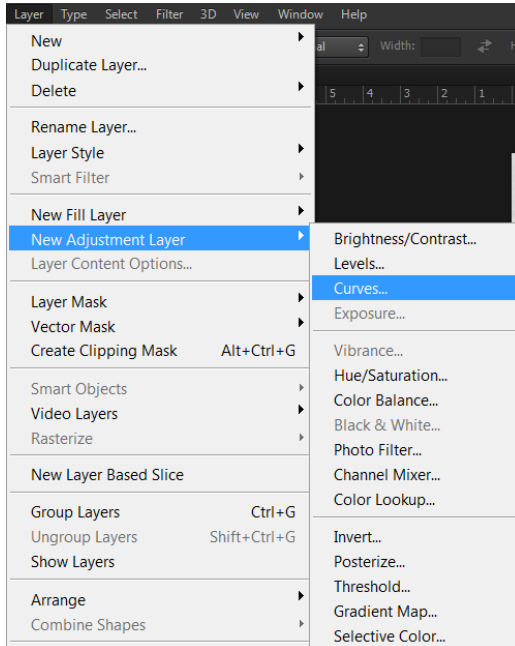 Layer Type Select Filter 3D View Window Help
al Width:
5 4 3 2 1
New
Duplicate Layer...
Delete
Rename Layer...
Layer Style
Smart Filter
New Fill Layer
New Adjustment Layer
Layer Content Options...
Layer Mask
Vector Mask
Create Clipping Mask Alt+Ctrl+G
Smart Objects
Video Layers
Rasterize
New Layer Based Slice
Group Layers Ctrl+G
Ungroup Layers Shift+Ctrl+G
Show Layers
Arrange
Combine Shapes
Brightness/Contrast...
Levels...
Curves...
Exposure...
Vibrance...
Hue/Saturation...
Color Balance...
Black & White...
Photo Filter...
Channel Mixer...
Color Lookup...
Invert...
Posterize...
Threshold...
Gradient Map...
Selective Color...